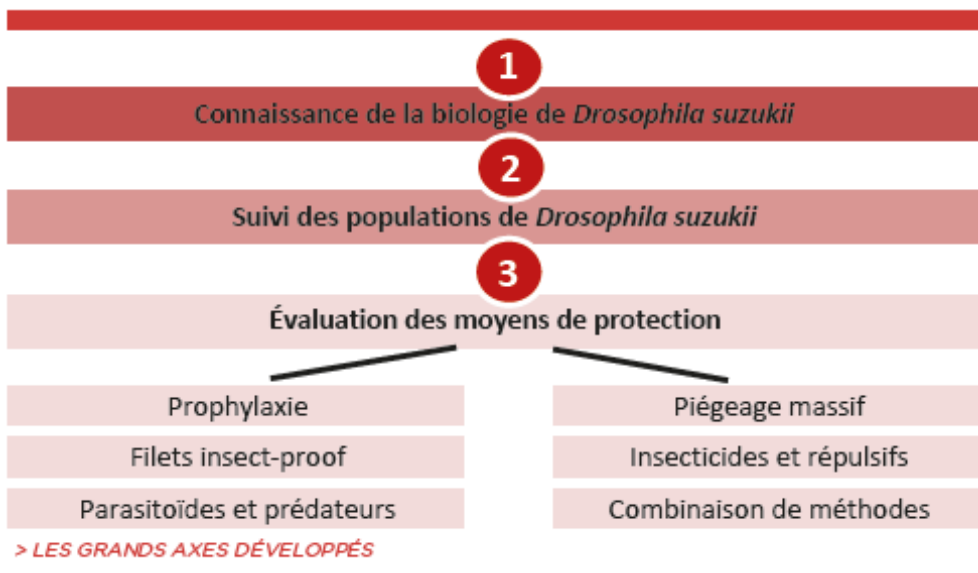 1
Connaissance de la biologie de Drosophila suzukii
2
Suivi des populations de Drosophila suzukii
3
Évaluation des moyens de protection
Prophylaxie
Piégeage massif
Filets insect-proof
Insecticides et répulsifs
Parasitoïdes et prédateurs
Combinaison de méthodes
> LES GRANDS AXES DÉVELOPPÉS